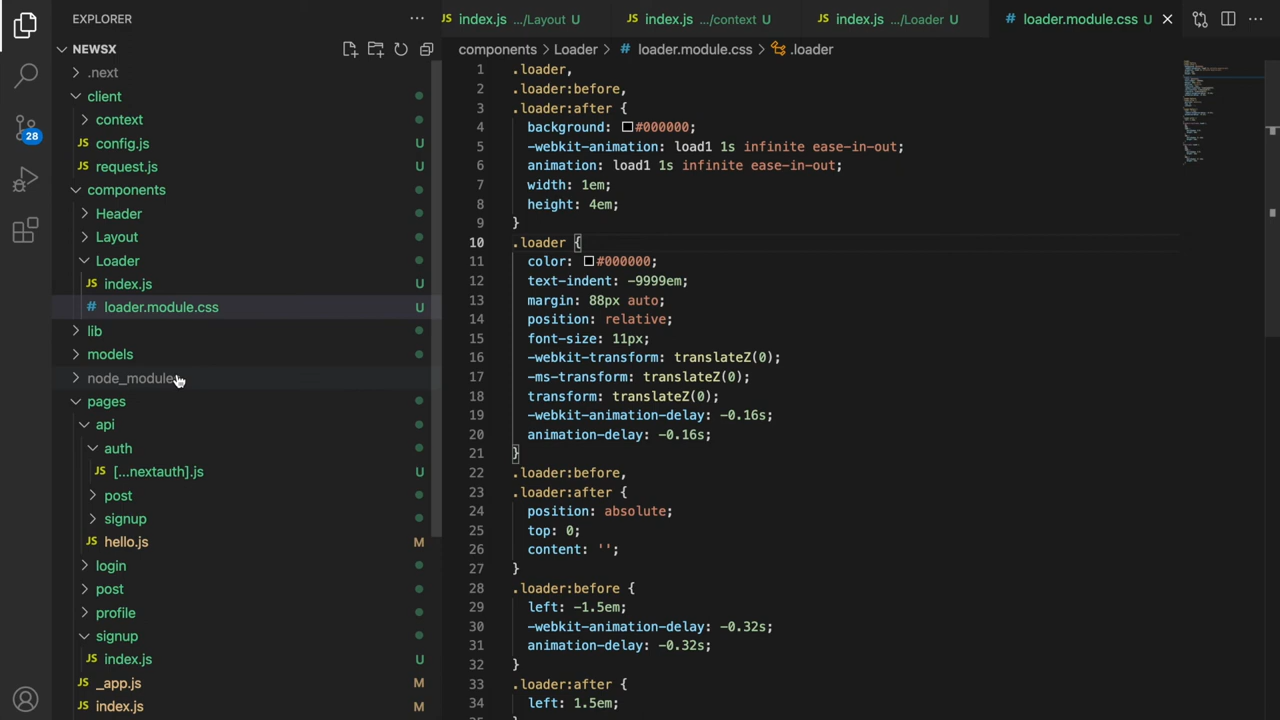 EXPLORER
NEWSX
.next
client
context
config.js U
request.js U
components
Header
Layout
Loader
index.js U
loader.module.css U
lib
models
node_module
pages
api
auth
[...nextauth].js U
post
signup
hello.js M
login
post
profile
signup
index.js U
_app.js M
index.js M
28
index.js .../Layout U
index.js .../context U
index.js .../Loader U
loader.module.css U
components > Loader > # loader.module.css > .loader
1 .loader,
2 .loader:before,
3 .loader:after {
4 background: #000000;
5 -webkit-animation: load1 1s infinite ease-in-out;
6 animation: load1 1s infinite ease-in-out;
7 width: 1em;
8 height: 4em;
9 }
10 .loader {
11 color: #000000;
12 text-indent: -9999em;
13 margin: 88px auto;
14 position: relative;
15 font-size: 11px;
16 -webkit-transform: translateZ(0);
17 -ms-transform: translateZ(0);
18 transform: translateZ(0);
19 -webkit-animation-delay: -0.16s;
20 animation-delay: -0.16s;
21 }
22 .loader:before,
23 .loader:after {
25 position: absolute;
25 top: 0;
26 content: '';
27 }
28 .loader:before {
29 left: -1.5em;
30 -webkit-animation-delay: -0.32s;
31 animation-delay: -0.32s;
32 }
33 .loader:after {
34 left: 1.5em;